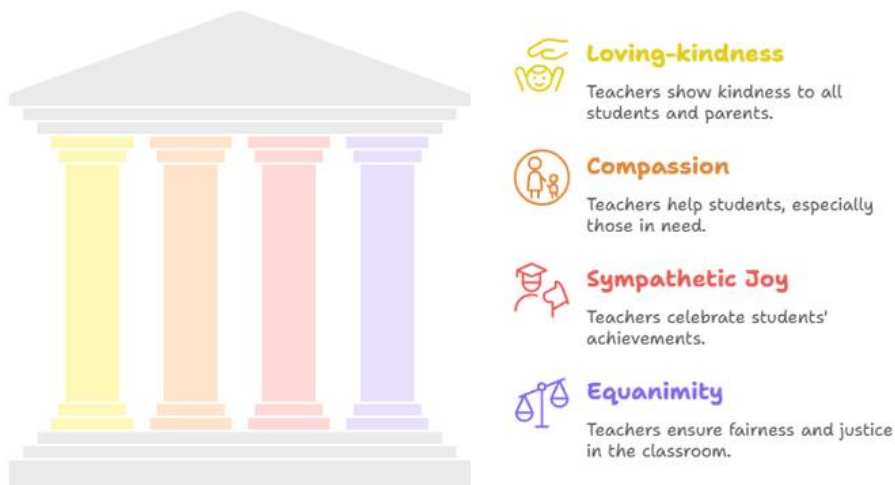 Loving-kindness
Teachers show kindness to all
students and parents.
Compassion
Teachers help students, especially
those in need.
Sympathetic Joy
Teachers celebrate students'
achievements.
Equanimity
Teachers ensure fairness and justice
in the classroom.